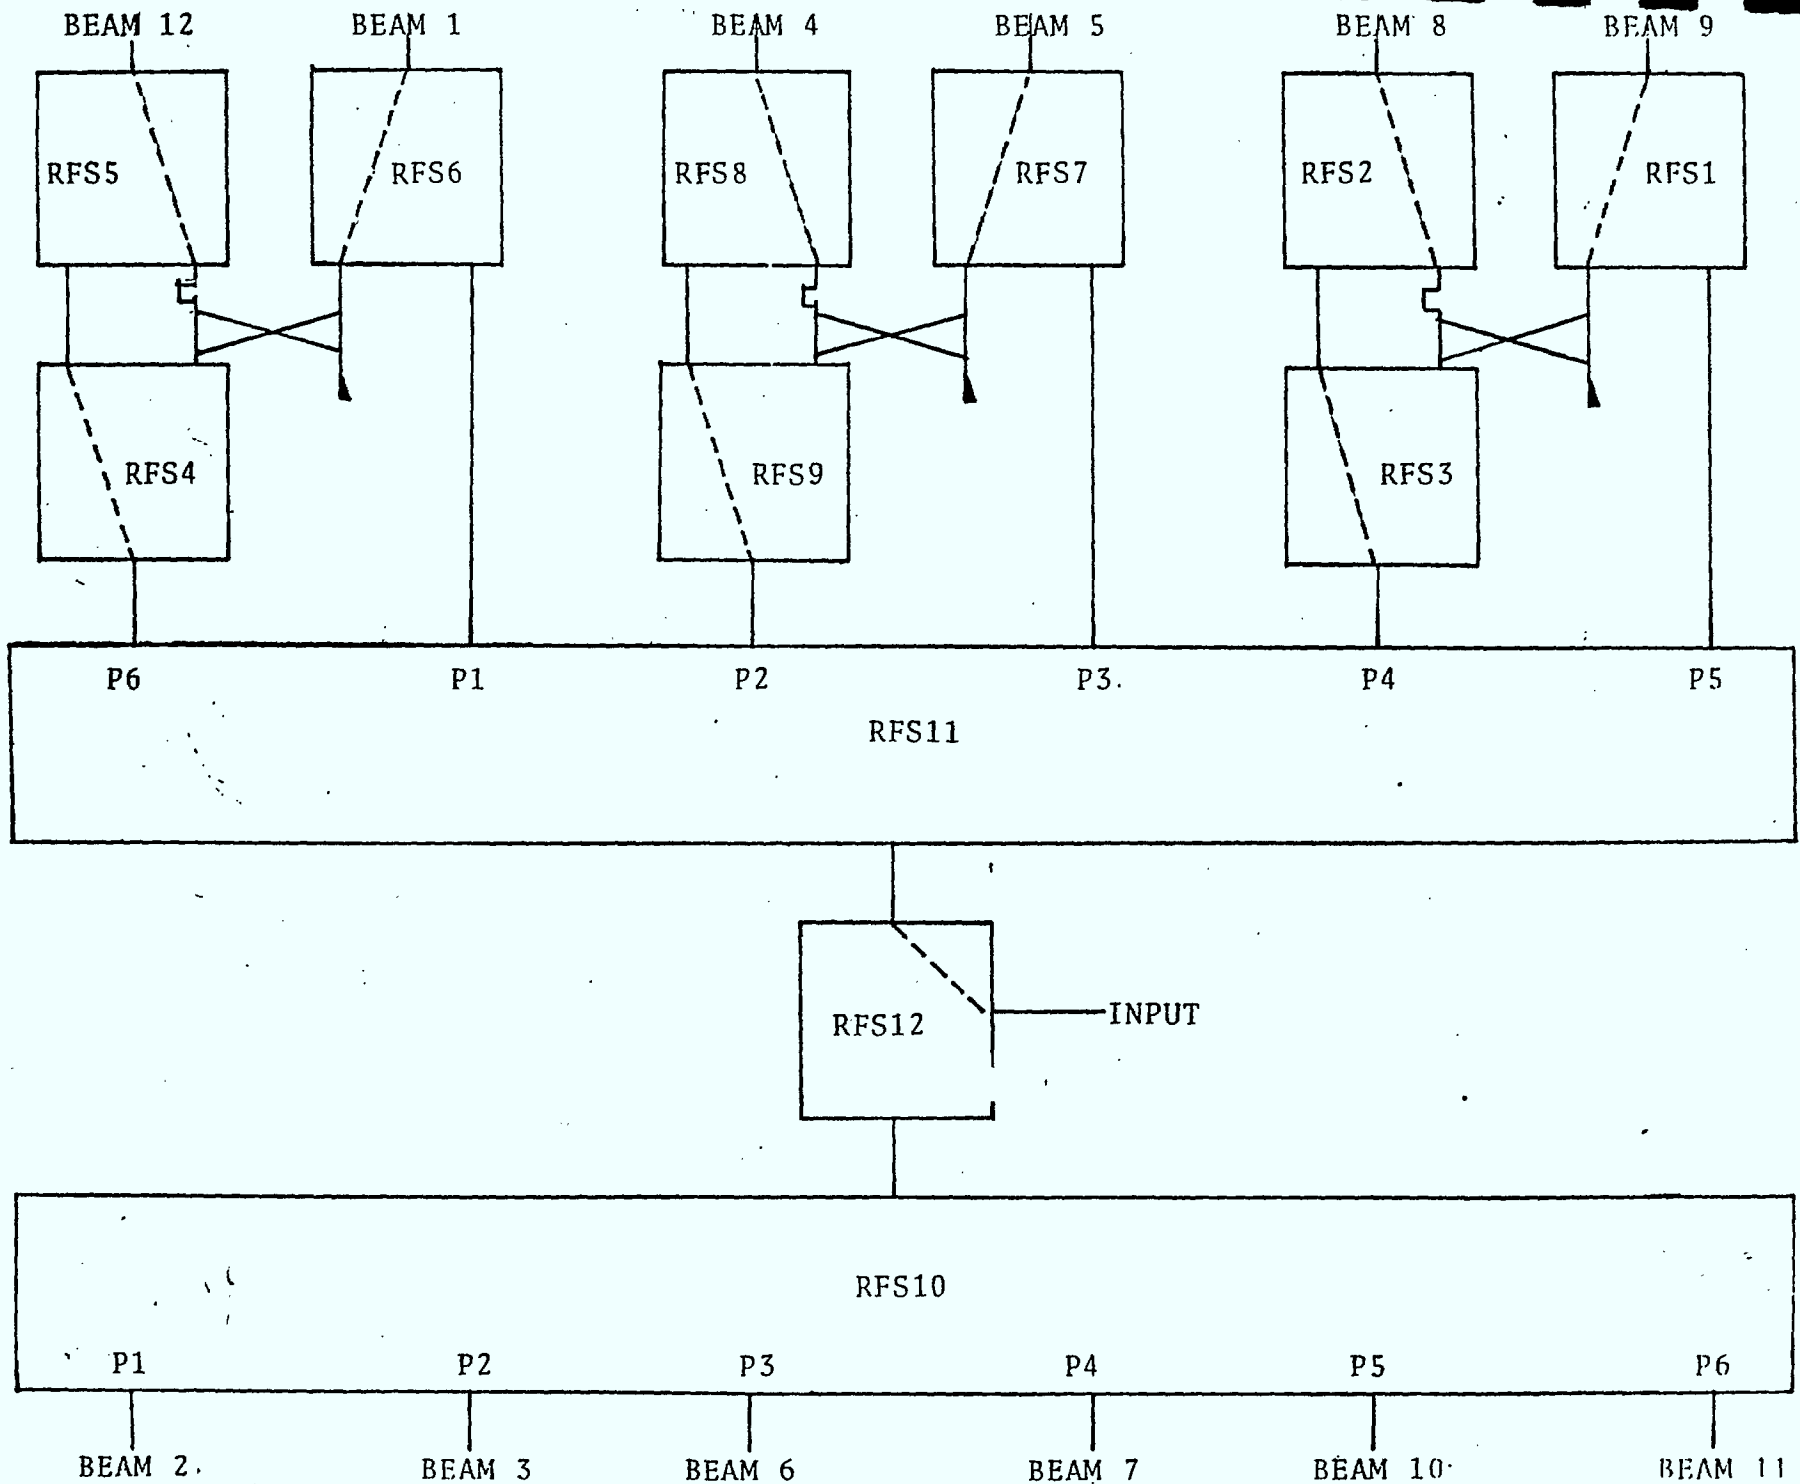 BEAM 12 BEAM 1 BEAM 4 BEAM 5 BEAM 8 BEAM 9
RFS5 RFS6 RFS8 RFS7 RFS2 RFS1
RFS4 RFS9 RFS3
P6 P1 P2 P3 P4 P5
RFS11
RFS12 INPUT
RFS10
P1 P2 P3 P4 P5 P6
BEAM 2 BEAM 3 BEAM 6 BEAM 7 BEAM 10 BEAM 11